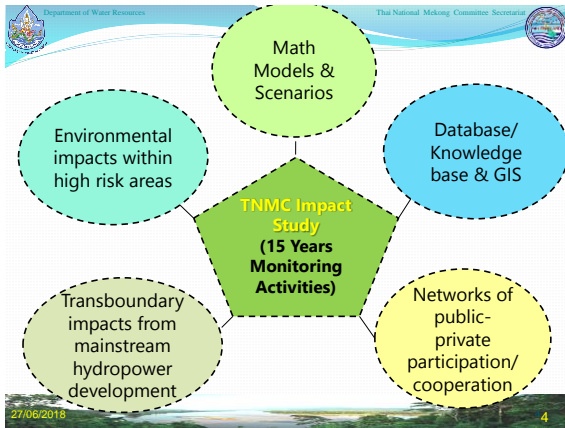 Department of Water Resources
Thai National Mekong Committee Secretariat
Math
Models &
Scenarios
Environmental
impacts within
high risk areas
Database/
Knowledge
base & GIS
TNMC Impact
Study
(15 Years
Monitoring
Activities)
Transboundary
impacts from
mainstream
hydropower
development
Networks of
public-
private
participation/
cooperation
27/06/2018
4